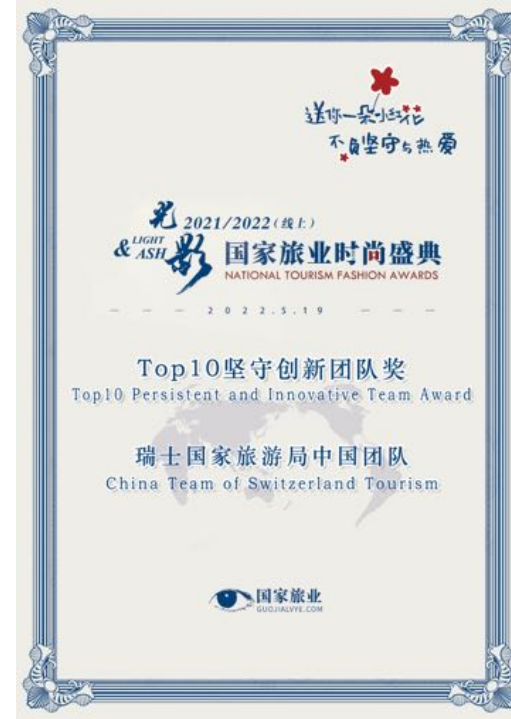 送你一朵小红花
不负坚守与热爱
光 2021/2022(线上)
& LIGHT ASH 影 国家旅业时尚盛典
NATIONAL TOURISM FASHION AWARDS
2022.5.19
Top10坚守创新团队奖
Top10 Persistent and Innovative Team Award
瑞士国家旅游局中国团队
China Team of Switzerland Tourism
国家旅业
GUOJIALVYE.COM